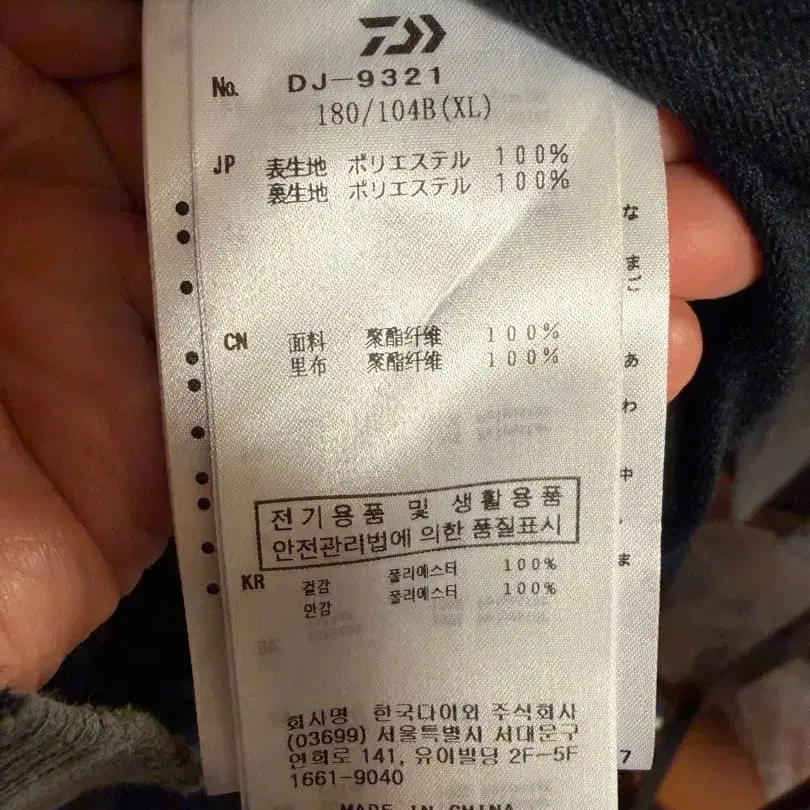 No. DJ-9321
180/104B(XL)
JP 表生地 ポリエステル 100%
裏生地 ポリエステル 100%
CN 面料 聚酯纤维 100%
里布 聚酯纤维 100%
전기용품 및 생활용품
안전관리법에 의한 품질표시
KR 겉감 폴리에스터 100%
안감 폴리에스터 100%
회사명 한국다이와 주식회사
(03699) 서울특별시 서대문구
연희로 141, 유아빌딩 2F-5F
1661-9040
MADE IN CHINA
な
まご
あ
わ
中
ま
7